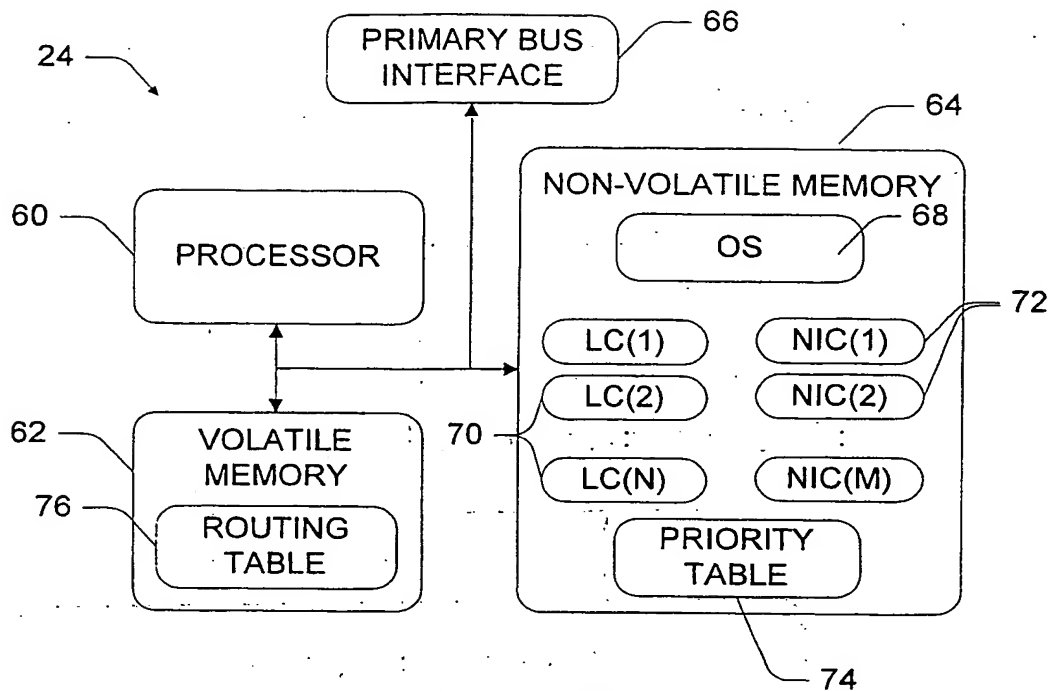 24
PRIMARY BUS
INTERFACE
66
64
60
PROCESSOR
NON-VOLATILE MEMORY
OS
68
72
LC(1)
NIC(1)
LC(2)
NIC(2)
70
LC(N)
NIC(M)
62
VOLATILE
MEMORY
76
ROUTING
TABLE
PRIORITY
TABLE
74